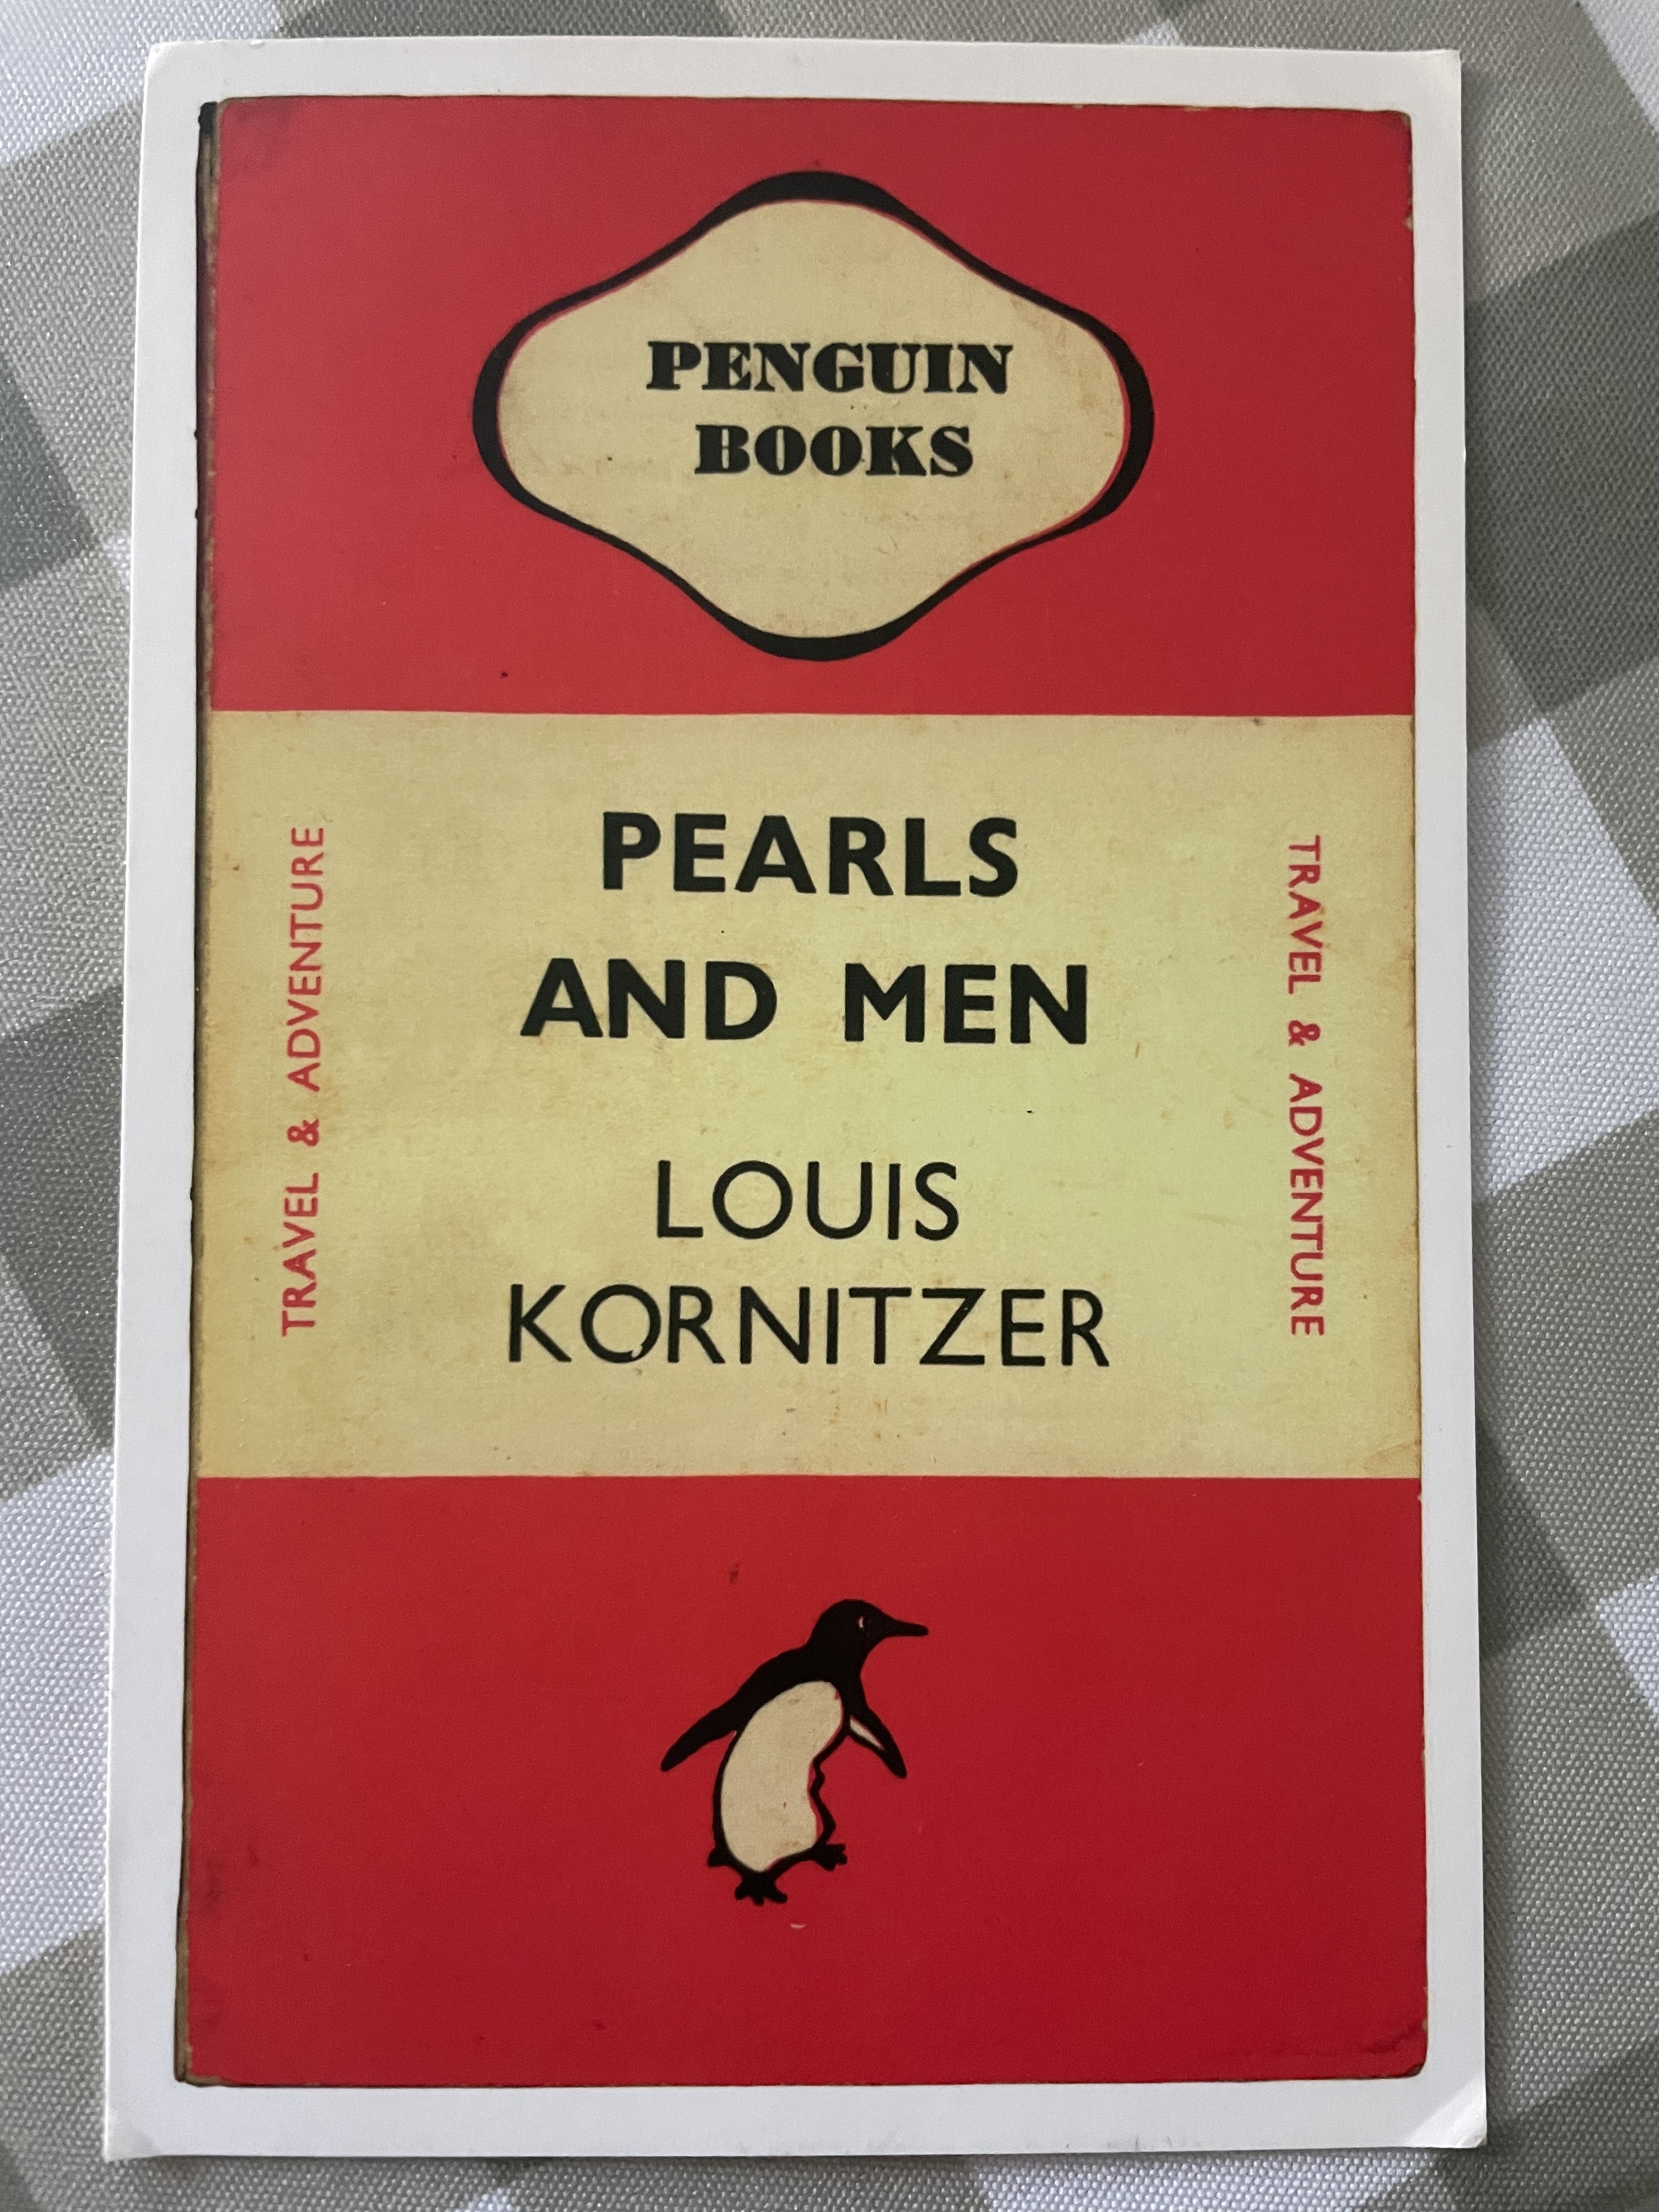 PENGUIN
BOOKS
TRAVEL & ADVENTURE
PEARLS
AND MEN
LOUIS
KORNITZER
TRAVEL & ADVENTURE